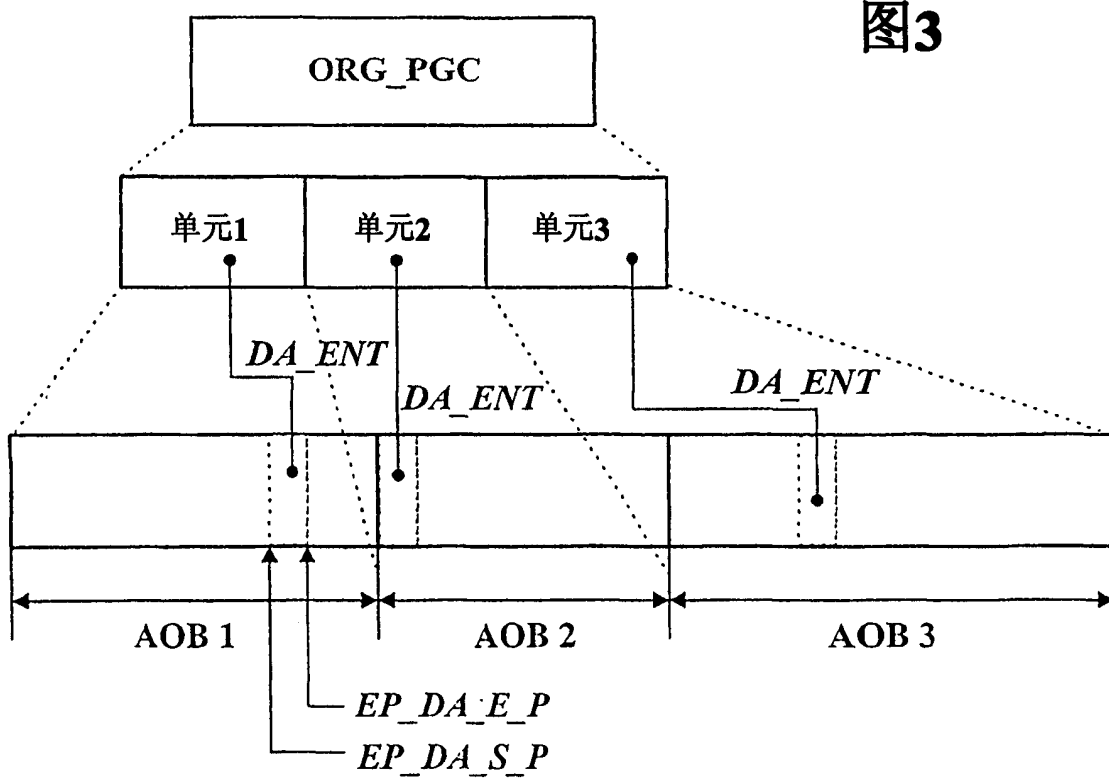 图3
ORG_PGC
单元1 单元2 单元3
DA_ENT
DA_ENT
DA_ENT
AOB 1 AOB 2 AOB 3
EP_DA_E_P
EP_DA_S_P